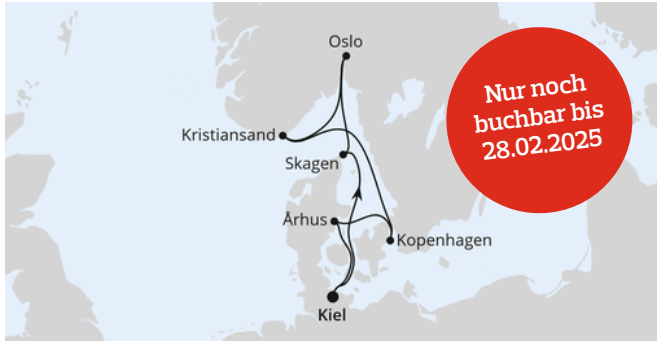 Oslo
Nur noch
buchbar bis
28.02.2025
Kristiansand
Skagen
Århus
Kopenhagen
Kiel